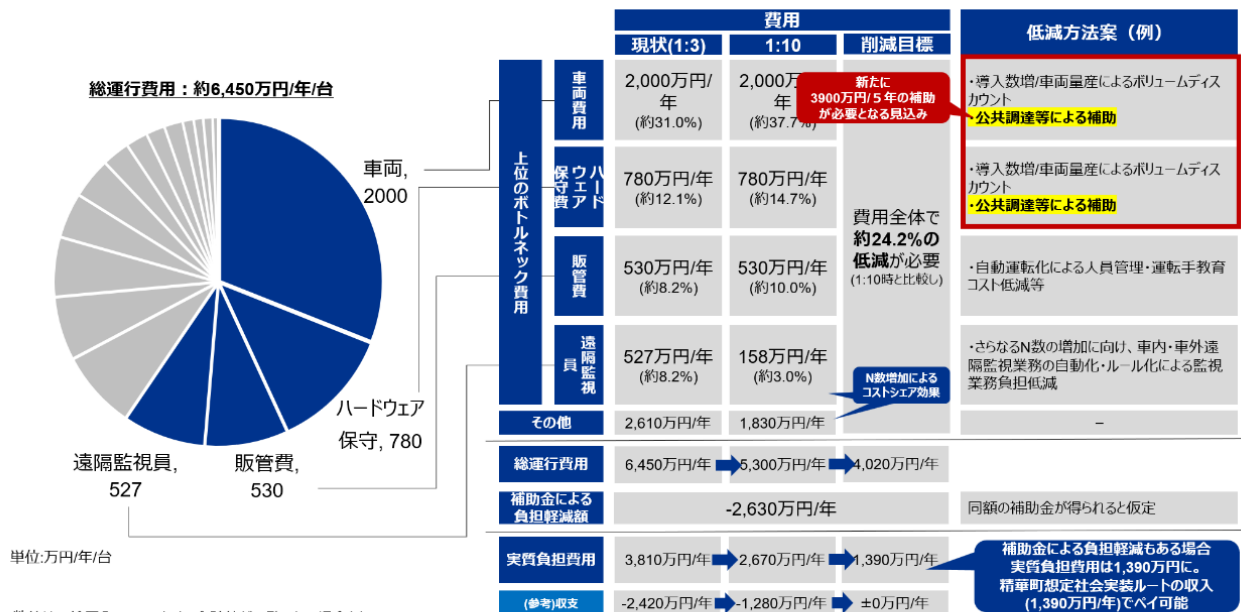 総運行費用：約6,450万円/年/台
車両,
2000
ハードウェア
保守, 780
販管費,
530
遠隔監視員,
527
単位:万円/年/台
費用
低減方法案（例）
現状(1:3)
1:10
削減目標
上位のボトルネック費用
車両費用
2,000万円/
年
(約31.0%)
2,000万
年
(約37.7%)
新たに
3900万円/５年の補助
が必要となる見込み
・導入数増/車両量産によるボリュームディス
カウント
・公共調達等による補助
ハード
ウェア
保守費
780万円/年
(約12.1%)
780万円/年
(約14.7%)
・導入数増/車両量産によるボリュームディス
カウント
・公共調達等による補助
費用全体で
約24.2%の
低減が必要
(1:10時と比較し)
販管費
530万円/年
(約8.2%)
530万円/年
(約10.0%)
・自動運転化による人員管理・運転手教育
コスト低減等
遠隔監視
員
527万円/年
(約8.2%)
158万円/年
(約3.0%)
N数増加による
コストシェア効果
・さらなるN数の増加に向け、車内・車外遠
隔監視業務の自動化・ルール化による監視
業務負担低減
その他
2,610万円/年
1,830万円/年
–
総運行費用
6,450万円/年
5,300万円/年
4,020万円/年
補助金による
負担軽減額
-2,630万円/年
同額の補助金が得られると仮定
実質負担費用
3,810万円/年
2,670万円/年
1,390万円/年
補助金による負担軽減もある場合
実質負担費用は1,390万円に。
精華町想定社会実装ルートの収入
(1,390万円/年)でペイ可能
(参考)収支
-2,420万円/年
-1,280万円/年
±0万円/年